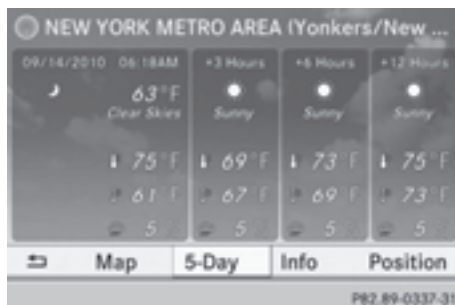 NEW YORK METRO AREA (Yonkers/New ...
09/14/2010 06:18AM +3 Hours +6 Hours +12 Hours
63°F
Clear Skies Sunny Sunny Sunny
75°F 69°F 73°F 75°F
61°F 67°F 69°F 73°F
5% 5% 5% 5%
Map 5-Day Info Position
P82.89-0337-31